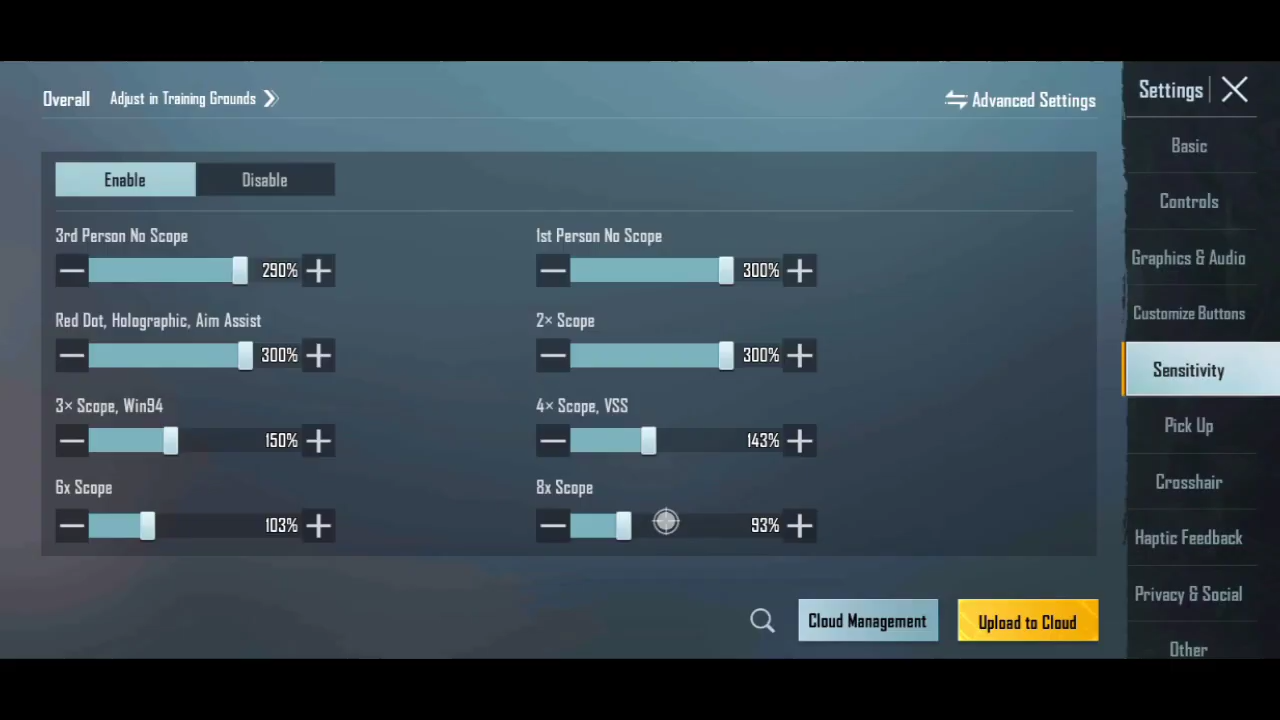 Overall Adjust in Training Grounds
Advanced Settings
Enable Disable
3rd Person No Scope
290%
1st Person No Scope
300%
Red Dot, Holographic, Aim Assist
300%
2× Scope
300%
3× Scope, Win94
150%
4× Scope, VSS
143%
6x Scope
103%
8x Scope
93%
Cloud Management
Upload to Cloud
Settings
Basic
Controls
Graphics & Audio
Customize Buttons
Sensitivity
Pick Up
Crosshair
Haptic Feedback
Privacy & Social
Other